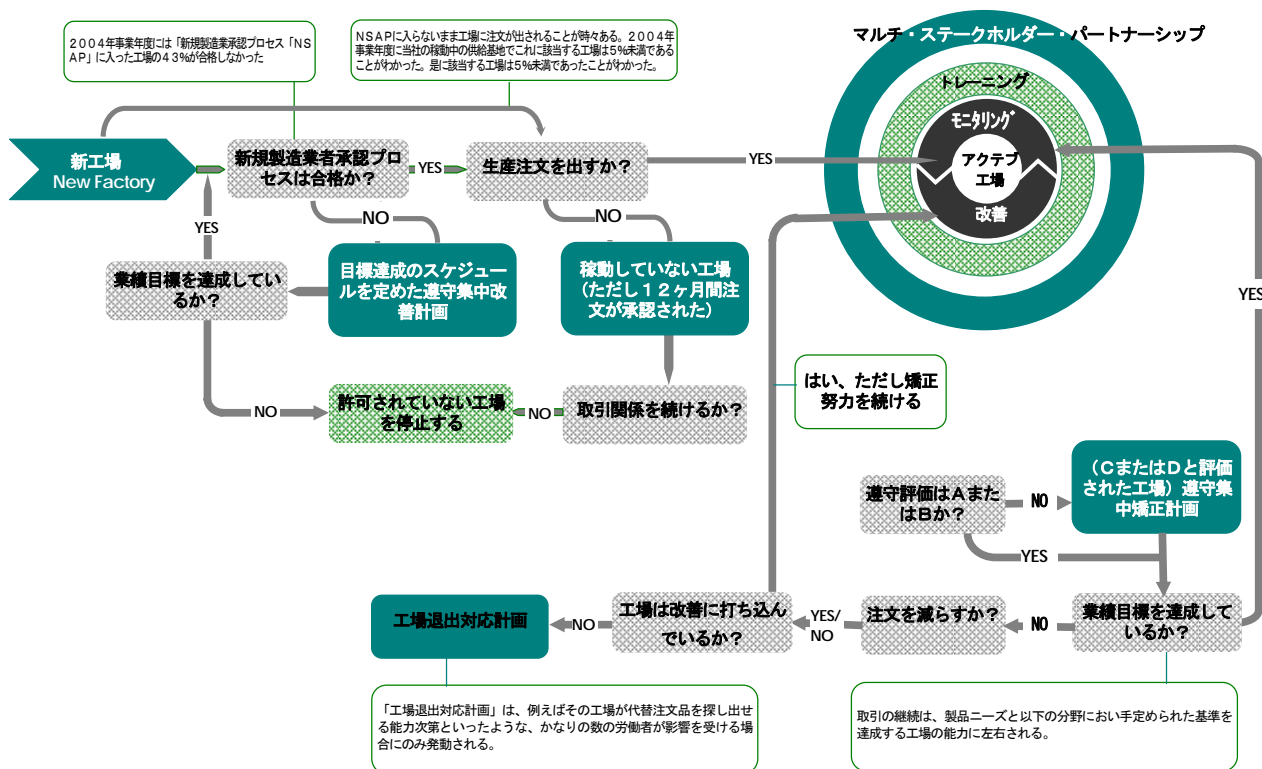 ２００４年事業年度には「新規製造業承認プロセス「ＮＳ
ＡＰ」に入った工場の４３％が合格しなかった
ＮＳＡＰに入らないまま工場に注文が出されることが時々ある。２００４年
事業年度に当社の稼動中の供給基地でこれに該当する工場は５％未満である
ことがわかった。是に該当する工場は５％未満であったことがわかった。
マルチ・ステークホルダー・パートナーシップ
トレーニング
モニタリング
アクテブ
工場
改善
新工場
New Factory
新規製造業者承認プロ
セスは合格か？
YES
生産注文を出すか？
YES
NO
NO
YES
業績目標を達成してい
るか？
目標達成のスケジュー
ルを定めた遵守集中改
善計画
稼動していない工場
（ただし１２ヶ月間注
文が承認された）
YES
NO
許可されていない工場
を停止する
NO
取引関係を続けるか？
はい、ただし矯正
努力を続ける
遵守評価はＡまた
はＢか？
NO
（ＣまたはＤと評価
された工場）遵守集
中矯正計画
YES
工場退出対応計画
NO
工場は改善に打ち込ん
でいるか？
YES/
NO
注文を減らすか？
NO
業績目標を達成して
いるか？
「工場退出対応計画」は、例えばその工場が代替注文品を探し出せ
る能力次第といったような、かなりの数の労働者が影響を受ける場
合にのみ発動される。
取引の継続は、製品ニーズと以下の分野におい手定められた基準を
達成する工場の能力に左右される。